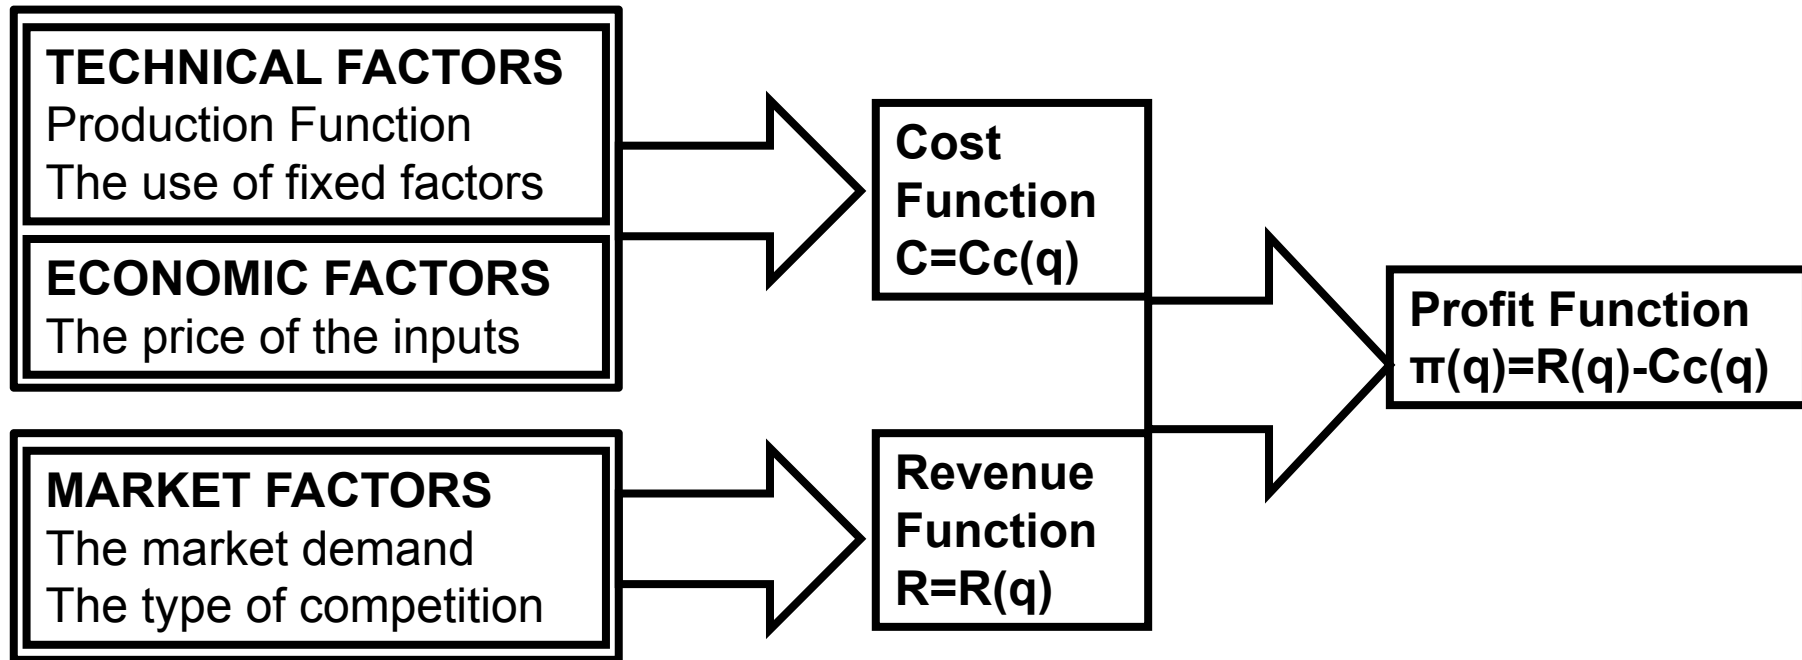 TECHNICAL FACTORS
Production Function
The use of fixed factors
ECONOMIC FACTORS
The price of the inputs
MARKET FACTORS
The market demand
The type of competition
Cost
Function
C=Cc(q)
Revenue
Function
R=R(q)
Profit Function
π(q)=R(q)-Cc(q)